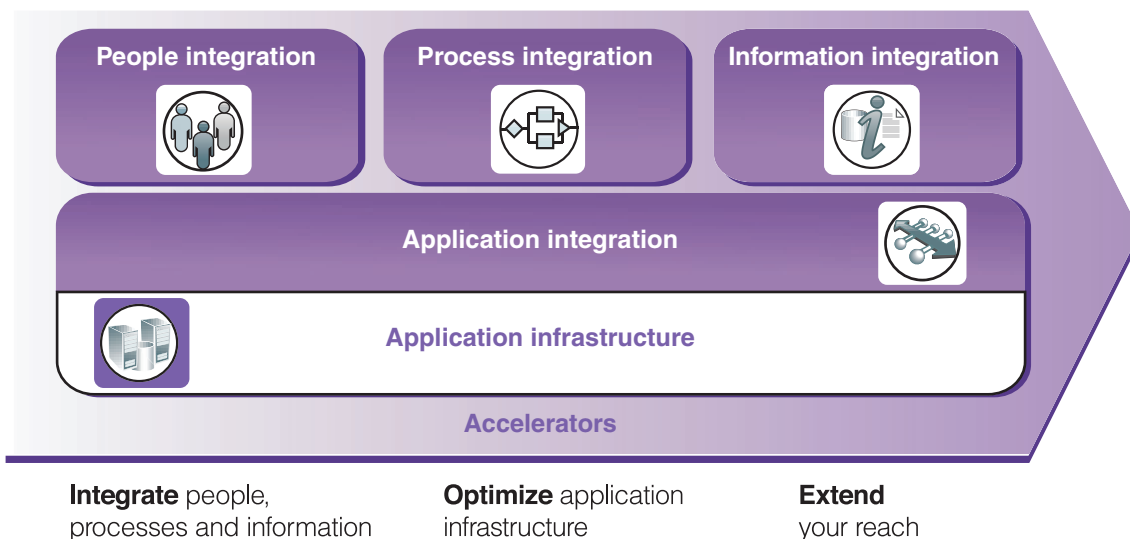 People integration
Process integration
Information integration
Application integration
Application infrastructure
Accelerators
Integrate people,
processes and information
Optimize application
infrastructure
Extend
your reach